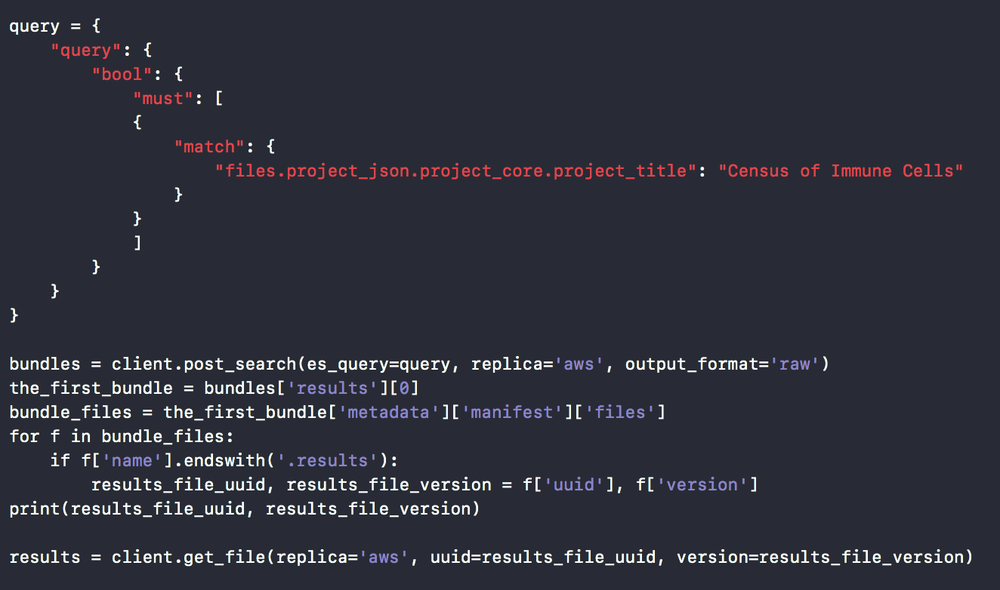 query = {
    "query": {
        "bool": {
            "must": [
            {
                "match": {
                    "files.project_json.project_core.project_title": "Census of Immune Cells"
                }
            }
            ]
        }
    }
}

bundles = client.post_search(es_query=query, replica='aws', output_format='raw')
the_first_bundle = bundles['results'][0]
bundle_files = the_first_bundle['metadata']['manifest']['files']
for f in bundle_files:
    if f['name'].endswith('.results'):
        results_file_uuid, results_file_version = f['uuid'], f['version']
print(results_file_uuid, results_file_version)

results = client.get_file(replica='aws', uuid=results_file_uuid, version=results_file_version)